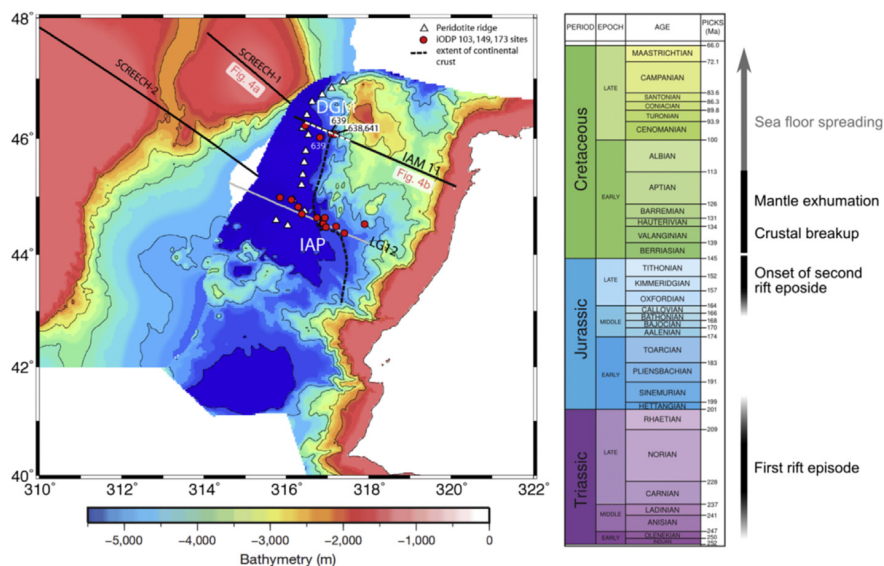 48°
46°
44°
42°
40°
310
312
314
316
318
320
322°
SCREECH-2
SCREECH-1
Fig. 4a
Peridotite ridge
iODP 103, 149, 173 sites
extent of continental
crust
DGM
639
638,641
639
IAM 11
Fig. 4b
IAP
LG12
−5,000 −4,000 −3,000 −2,000 −1,000 0
Bathymetry (m)
PERIOD EPOCH AGE PICKS
(Ma)
Cretaceous
LATE
MAASTRICHTIAN
CAMPANIAN
SANTONIAN
CONIACIAN
TURONIAN
CENOMANIAN
EARLY
ALBIAN
APTIAN
BARREMIAN
HAUTERIVIAN
VALANGINIAN
BERRIASIAN
Jurassic
LATE
TITHONIAN
KIMMERIDGIAN
OXFORDIAN
MIDDLE
CALLOVIAN
BATHONIAN
BAJOCIAN
AALENIAN
EARLY
TOARCIAN
PLIENSBACHIAN
SINEMURIAN
HETTANGIAN
Triassic
LATE
RHAETIAN
NORIAN
CARNIAN
MIDDLE
LADINIAN
ANISIAN
EARLY
OLENEKIAN
66.0
72.1
83.6
86.3
89.8
93.9
100
113
126
131
134
139
145
152
157
164
166
168
170
174
183
191
199
201
209
228
237
241
247
250
252
Sea floor spreading
Mantle exhumation
Crustal breakup
Onset of second
rift eposide
First rift episode